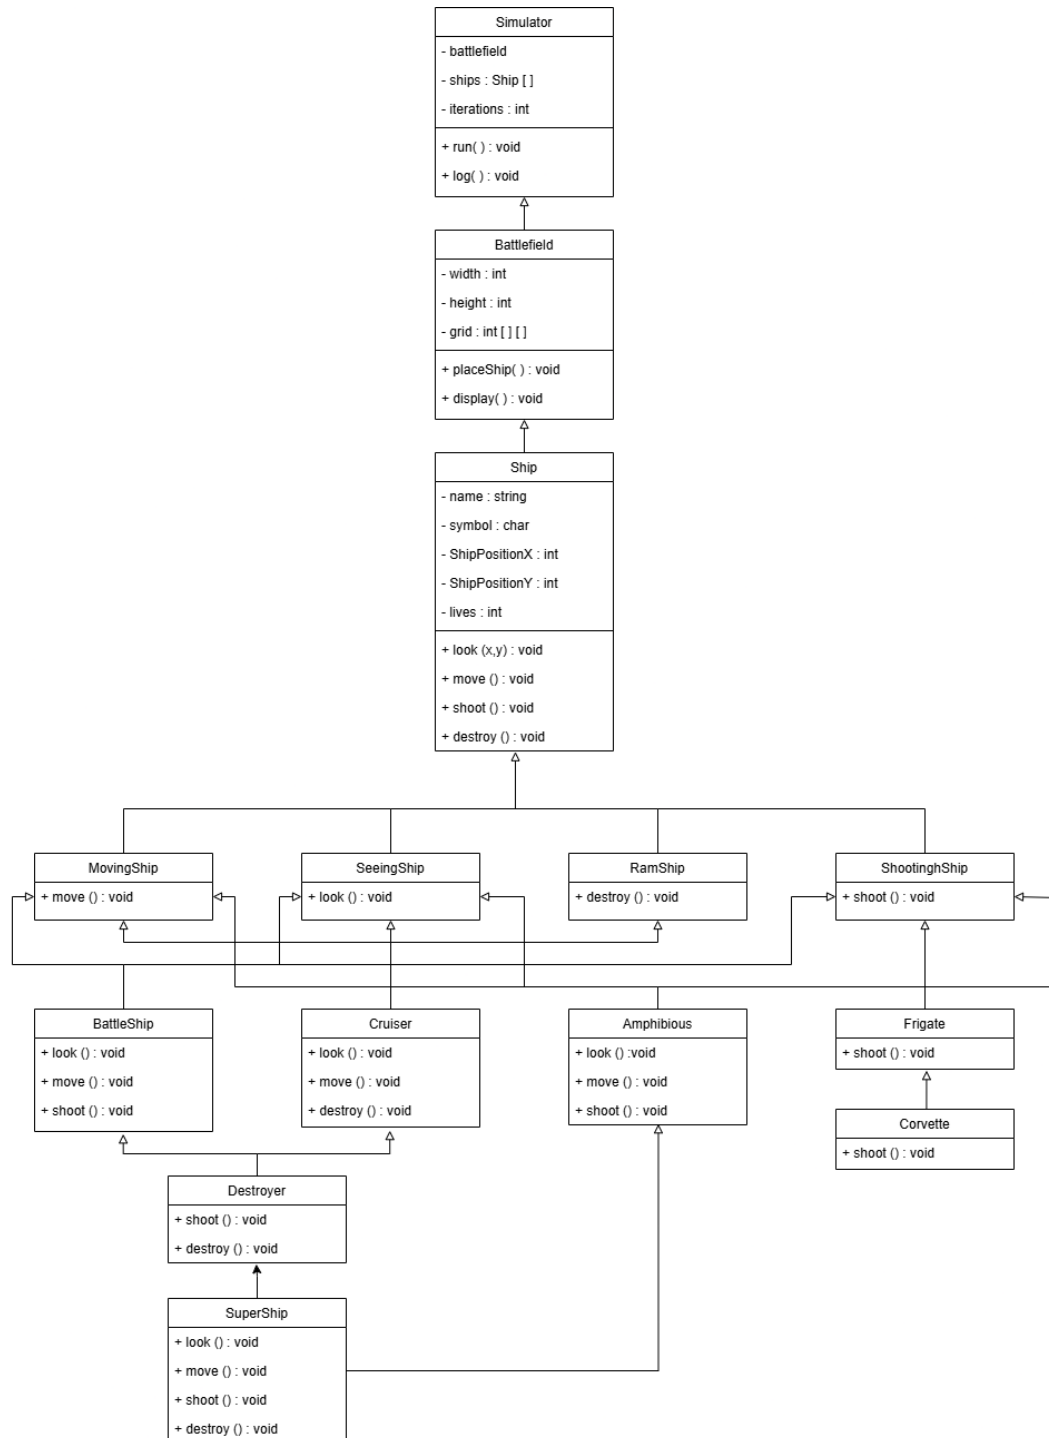 Simulator
- battlefield
- ships : Ship [ ]
- iterations : int
+ run( ) : void
+ log( ) : void
Battlefield
- width : int
- height : int
- grid : int [ ] [ ]
+ placeShip( ) : void
+ display( ) : void
Ship
- name : string
- symbol : char
- ShipPositionX : int
- ShipPositionY : int
- lives : int
+ look (x,y) : void
+ move () : void
+ shoot () : void
+ destroy () : void
MovingShip
+ move () : void
SeeingShip
+ look () : void
RamShip
+ destroy () : void
ShootinghShip
+ shoot () : void
BattleShip
+ look () : void
+ move () : void
+ shoot () : void
Cruiser
+ look () : void
+ move () : void
+ destroy () : void
Amphibious
+ look () :void
+ move () : void
+ shoot () : void
Frigate
+ shoot () : void
Corvette
+ shoot () : void
Destroyer
+ shoot () : void
+ destroy () : void
SuperShip
+ look () : void
+ move () : void
+ shoot () : void
+ destroy () : void